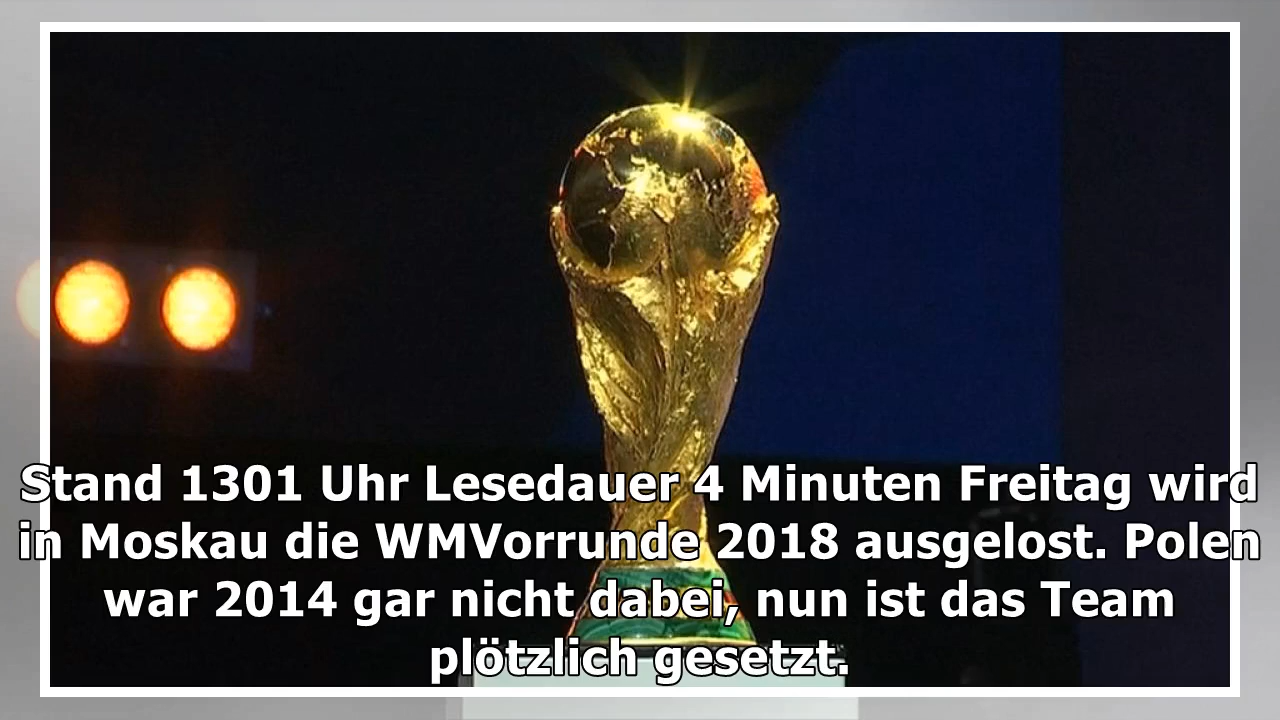 Stand 1301 Uhr Lesedauer 4 Minuten Freitag wird
in Moskau die WMVorrunde 2018 ausgelost. Polen
war 2014 gar nicht dabei, nun ist das Team
plötzlich gesetzt.